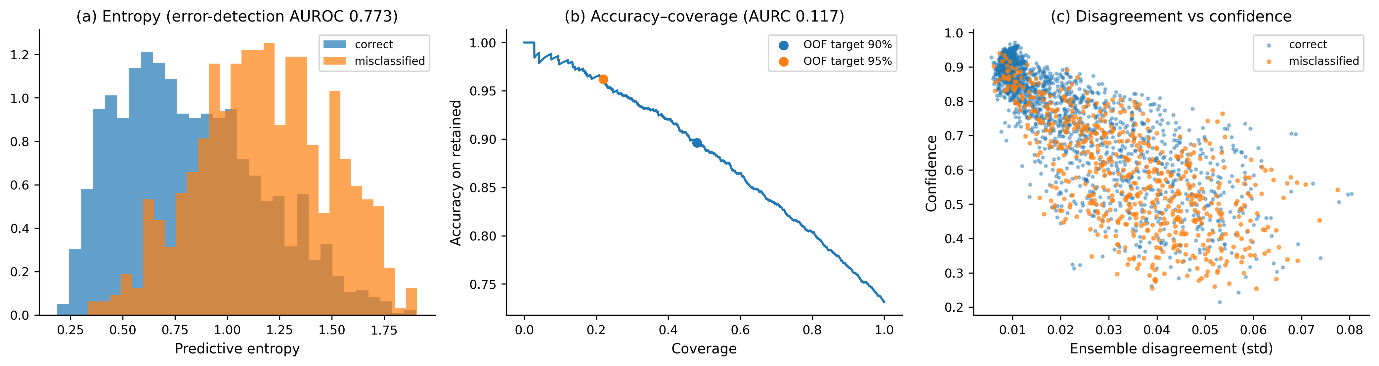 (a) Entropy (error-detection AUROC 0.773)
correct
misclassified
1.2
1.0
0.8
0.6
0.4
0.2
0.0
0.25 0.50 0.75 1.00 1.25 1.50 1.75
Predictive entropy
(b) Accuracy–coverage (AURC 0.117)
OOF target 90%
OOF target 95%
Accuracy on retained
1.00
0.95
0.90
0.85
0.80
0.75
0.0 0.2 0.4 0.6 0.8 1.0
Coverage
(c) Disagreement vs confidence
correct
misclassified
Confidence
1.0
0.9
0.8
0.7
0.6
0.5
0.4
0.3
0.2
0.01 0.02 0.03 0.04 0.05 0.06 0.07 0.08
Ensemble disagreement (std)